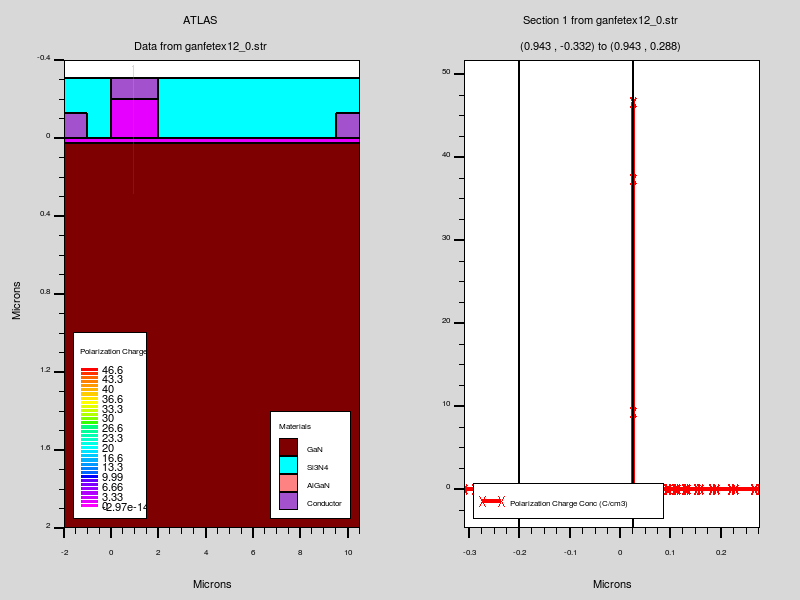 ATLAS
Data from ganfetex12_0.str
-0.4
0
0.4
0.8
1.2
1.6
2
Microns
-2
0
2
4
6
8
10
Microns
Polarization Charge
46.6
43.3
40
36.6
33.3
30
26.6
23.3
20
16.6
13.3
9.99
6.66
3.33
-2.97e-14
Materials
GaN
Si3N4
AlGaN
Conductor
Section 1 from ganfetex12_0.str
(0.943 , -0.332) to (0.943 , 0.288)
50
40
30
20
10
0
Polarization Charge Conc (C/cm3)
-0.3
-0.2
-0.1
0
0.1
0.2
Microns